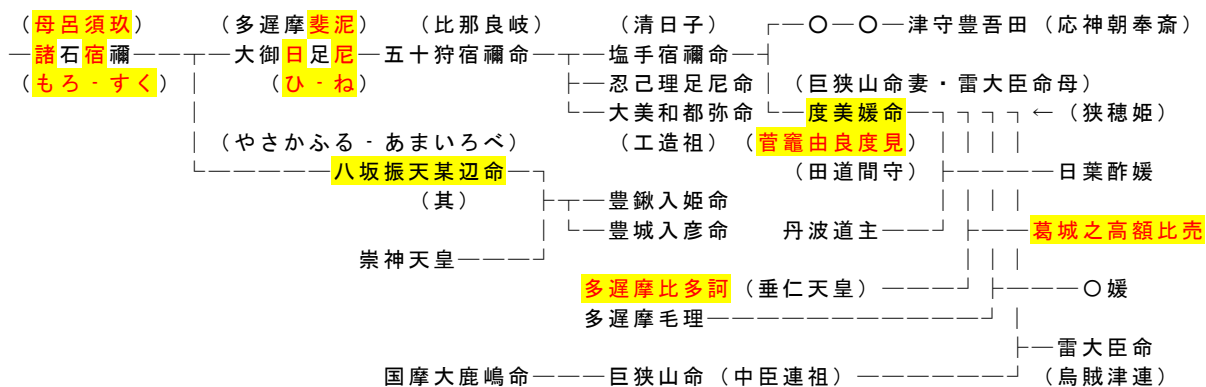 （母呂須玖） （多遅摩斐泥） （比那良岐） （清日子） ┌―〇―〇―津守豊吾田（応神朝奉斎）
―諸石宿禰――┬―大御日足尼―五十狩宿禰命―┬―塩手宿禰命―┤
（もろ‐すく） │ （ひ‐ね） ├―忍己理足尼命 │（巨狭山命妻・雷大臣命母）
│ └―大美和都弥命 └―度美媛命―┐┐┐┐←（狭穂姫）
│（やさかふる‐あまいろべ） （工造祖）（菅竈由良度見）││││
└―――――八坂振天某辺命―┐ （田道間守） ├――――日葉酢媛
（其） ├┬―豊鍬入姫命 ││││
│└―豊城入彦命 丹波道主――┘├――葛城之高額比売
崇神天皇―――┘ │││
多遅摩比多訶（垂仁天皇）―――┘├―――〇媛
多遅摩毛理――――――――――――┘│
├―雷大臣命
国摩大鹿嶋命―――巨狭山命（中臣連祖）――――――┘（烏賊津連）